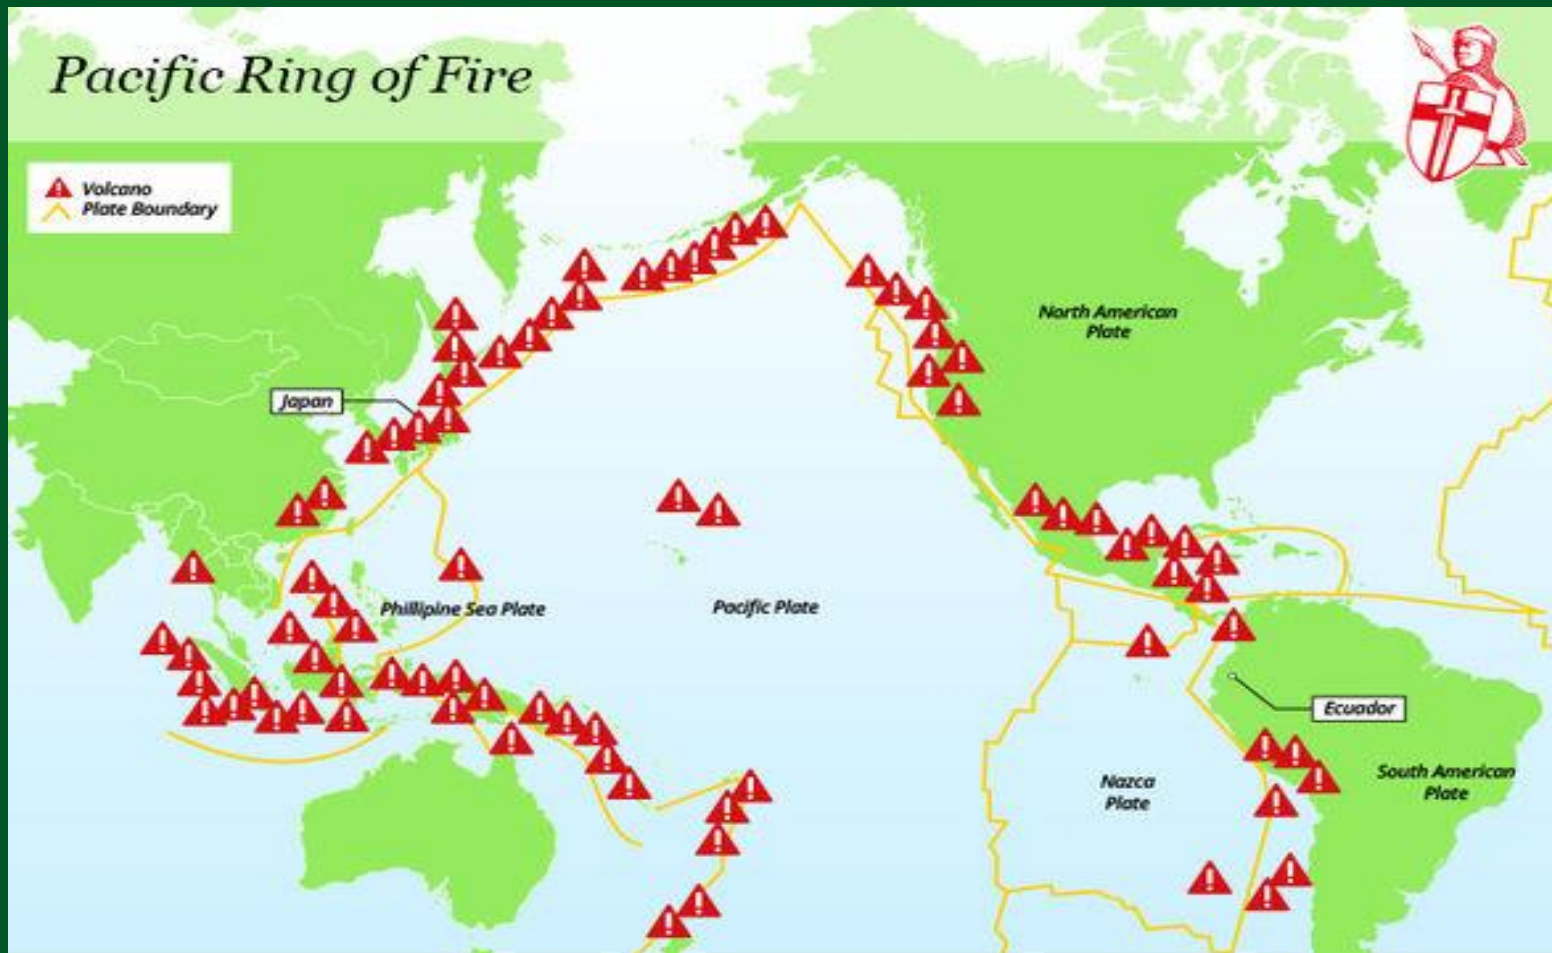 Pacific Ring of Fire
Volcano
Plate Boundary
North American
Plate
Japan
Phillipine Sea Plate
Pacific Plate
Ecuador
Nazca
Plate
South American
Plate